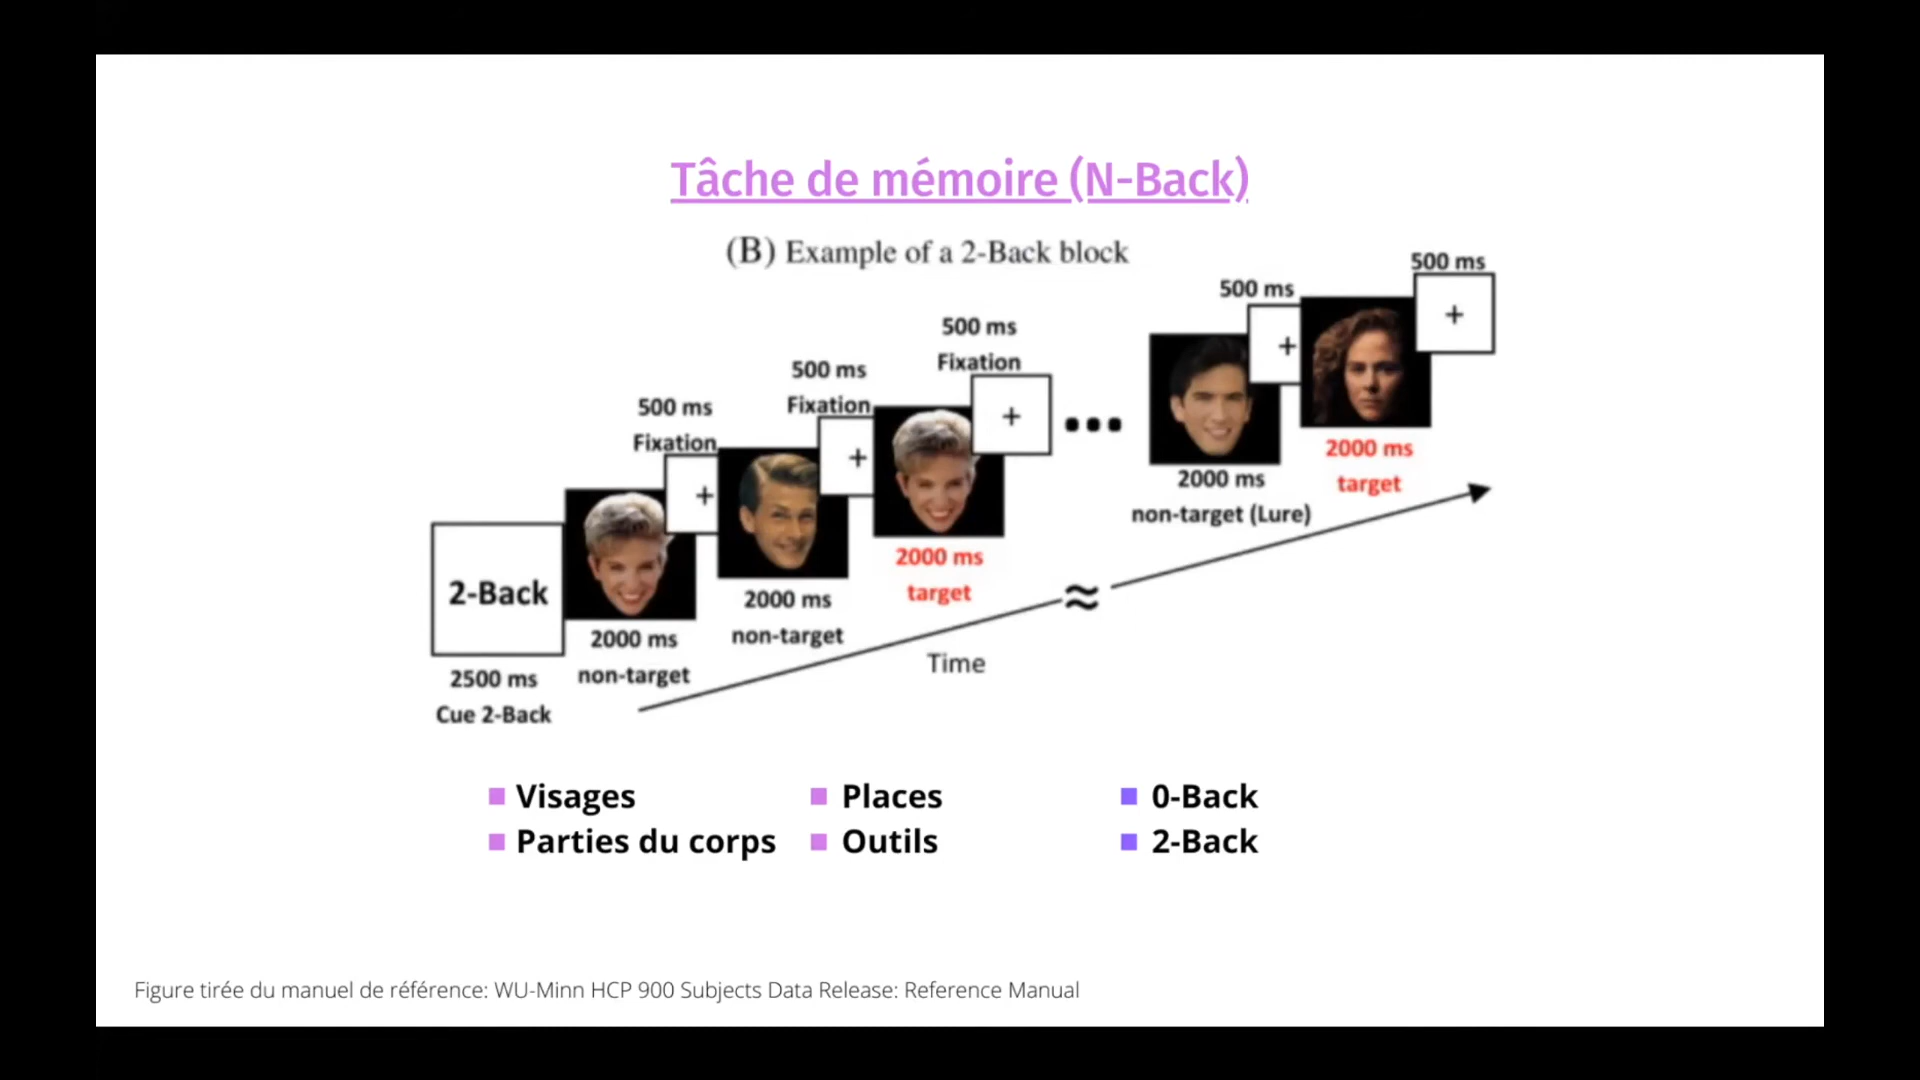 Tâche de mémoire (N-Back)
(B) Example of a 2-Back block
500 ms
500 ms
500 ms
Fixation
500 ms
Fixation
500 ms
Fixation
+
+
+
+
+
2-Back
2500 ms
Cue 2-Back
2000 ms
non-target
2000 ms
non-target
2000 ms
target
2000 ms
non-target (Lure)
2000 ms
target
Time
Visages
Parties du corps
Places
Outils
0-Back
2-Back
Figure tirée du manuel de référence: WU-Minn HCP 900 Subjects Data Release: Reference Manual